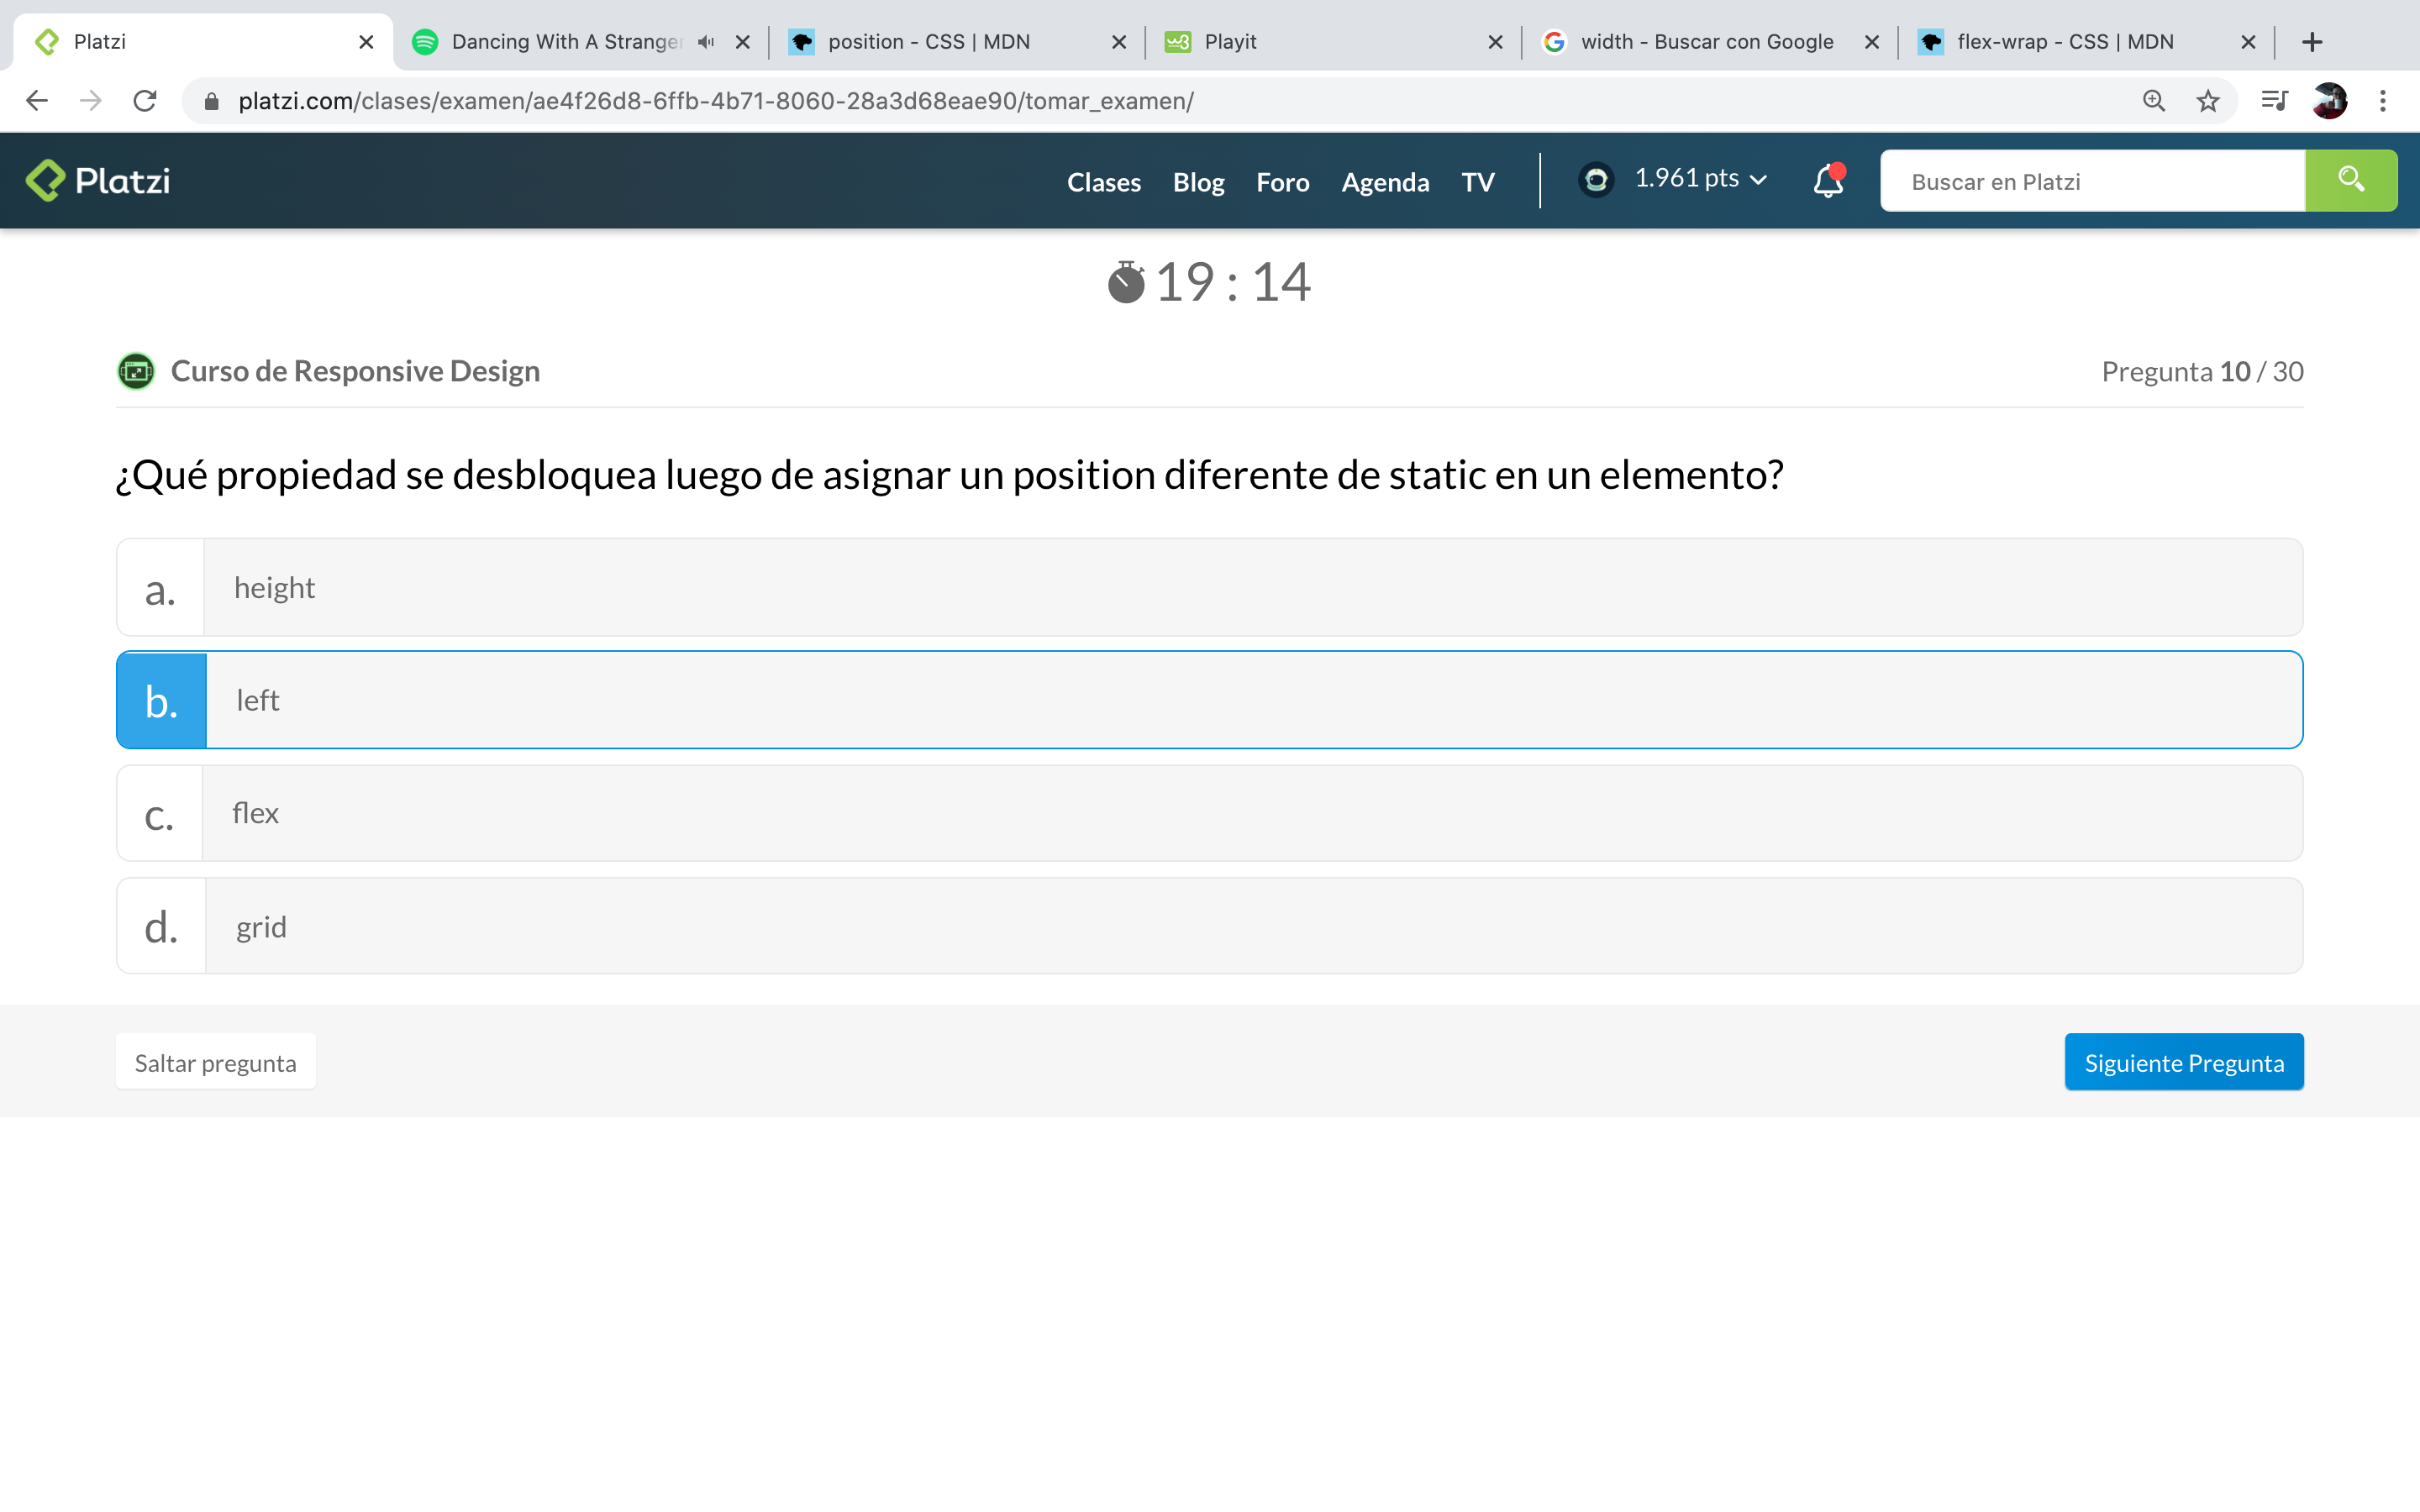 Platzi
Dancing With A Stranger
position - CSS | MDN
Playit
width - Buscar con Google
flex-wrap - CSS | MDN
platzi.com/clases/examen/ae4f26d8-6ffb-4b71-8060-28a3d68eae90/tomar_examen/
Platzi
Clases
Blog
Foro
Agenda
TV
1.961 pts
Buscar en Platzi
19 : 14
Curso de Responsive Design
Pregunta 10 / 30
¿Qué propiedad se desbloquea luego de asignar un position diferente de static en un elemento?
a. height
b. left
c. flex
d. grid
Saltar pregunta
Siguiente Pregunta